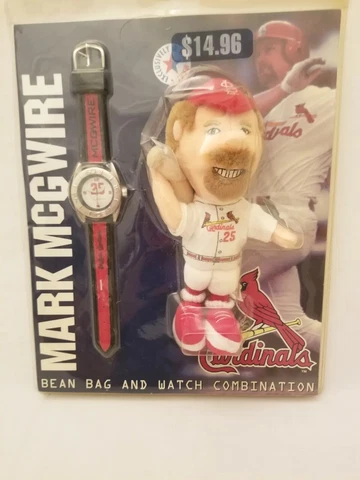 $14.96
MARK MCGWIRE
MCGWIRE
25
Cardinals
25
Cardinals
Cardinals
BEAN BAG AND WATCH COMBINATION